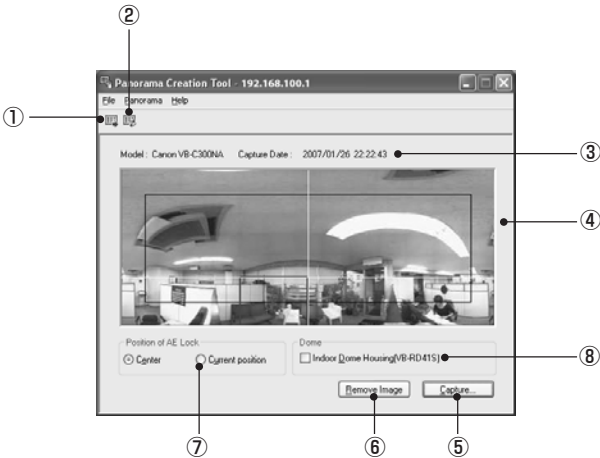 ②
Panorama Creation Tool - 192.168.100.1
File Panorama Help
①
Model : Canon VB-C300NA Capture Date : 2007/01/26 22:22:43
③
④
Position of AE Lock
Center Current position
Dome
Indoor Dome Housing(VB-RD41S)
⑧
Remove Image Capture...
⑦ ⑥ ⑤